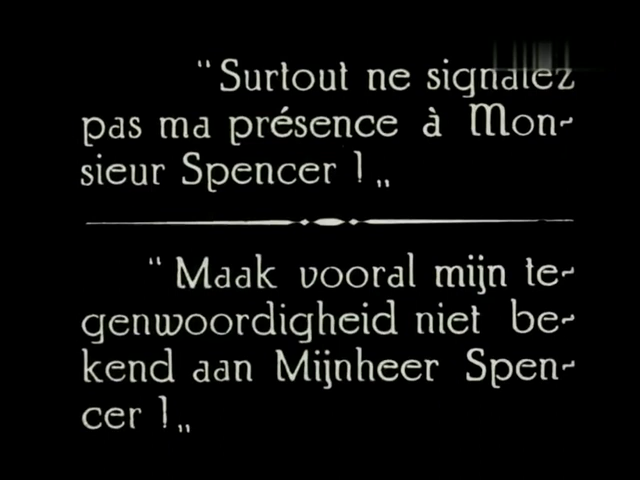 “Surtout ne signalez
pas ma présence à Mon-
sieur Spencer !„
“Maak vooral mijn te-
genwoordigheid niet be-
kend aan Mijnheer Spen-
cer !„